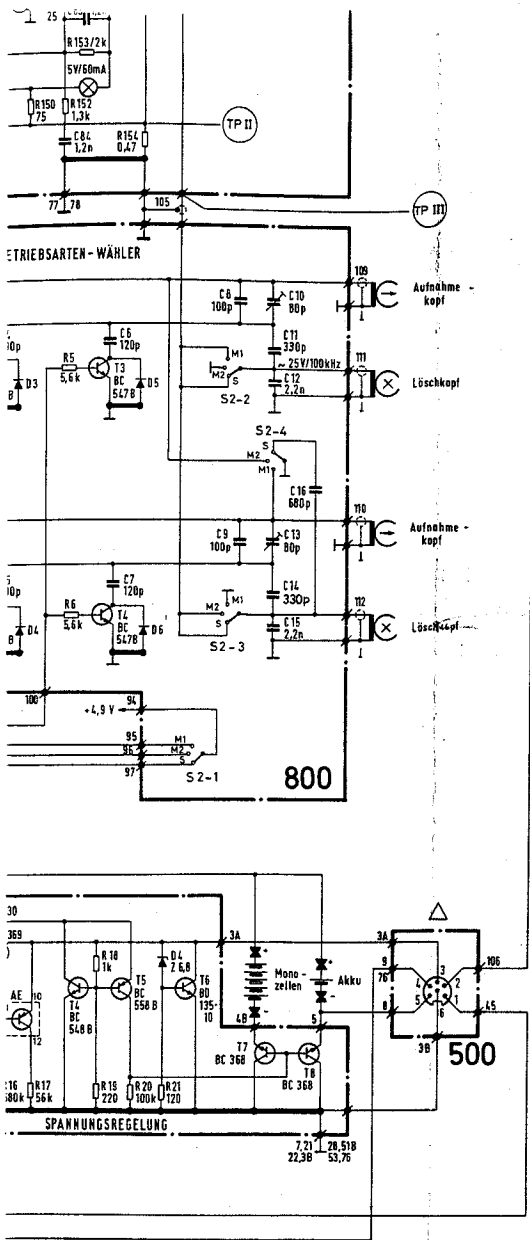 25
R153/2k
5V/60mA
R150
75
R152
1,3k
C84
1,2n
R154
0,47
TP II
77
78
105
TP III
ETRIEBSARTEN-WÄHLER
109
C8
100p
C10
80p
Aufnahme-
kopf
C11
330p
C6
120p
111
~25V/100kHz
R5
5,6k
T3
BC
547B
D3
D5
M1
M2
S
S2-2
C12
2,2n
Löschkopf
S2-4
S
M2
M1
C16
680p
110
C9
100p
C13
80p
Aufnahme-
kopf
C7
120p
C14
330p
112
R6
5,6k
T4
BC
547B
D4
D6
M2
M1
S
S2-3
C15
2,2n
Löschkopf
100
94
+4,9 V
95
96
97
M1
M2
S
S2-1
800
30
369
3A
3A
R18
1k
D4
2 6,8
T5
BC
558 B
T6
BD
135-
10
T4
BC
548 B
AE
10
12
Mono-
zellen
Akku
+
-
+
-
4B
5
9
76
8
3
4
2
5
1
6
106
45
3B
500
T7
BC 368
T8
BC 368
R16
680k
R17
56k
R19
220
R20
100k
R21
120
SPANNUNGSREGELUNG
7,21
22,3B
28,51B
53,76